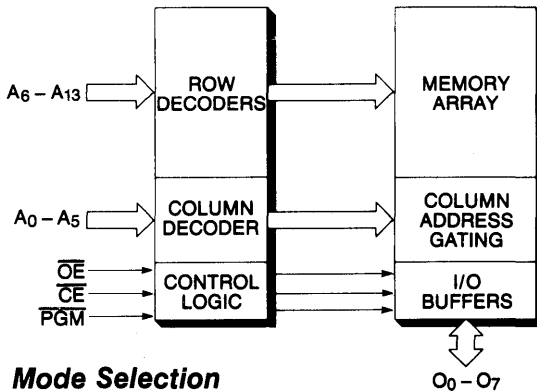 A6 – A13
ROW
DECODERS
MEMORY
ARRAY
A0 – A5
COLUMN
DECODER
COLUMN
ADDRESS
GATING
OE
CE
PGM
CONTROL
LOGIC
I/O
BUFFERS
Mode Selection
O0 – O7